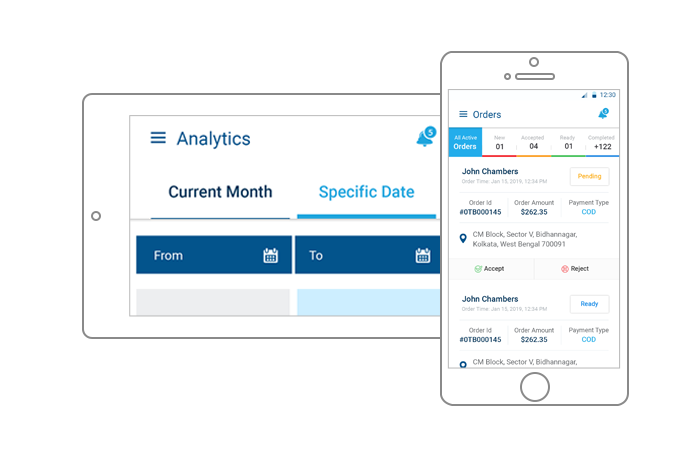 Analytics
5
Current Month
Specific Date
From
To
12:30
Orders
All Active
Orders
New
01
Accepted
04
Ready
01
Completed
+122
John Chambers
Order Time: Jan 15, 2019, 12:34 PM
Pending
Order Id
#0TB000145
Order Amount
$262.35
Payment Type
COD
CM Block, Sector V, Bidhannagar,
Kolkata, West Bengal 700091
Accept
Reject
John Chambers
Order Time: Jan 15, 2019, 12:34 PM
Ready
Order Id
#0TB000145
Order Amount
$262.35
Payment Type
COD
CM Block, Sector V, Bidhannagar,